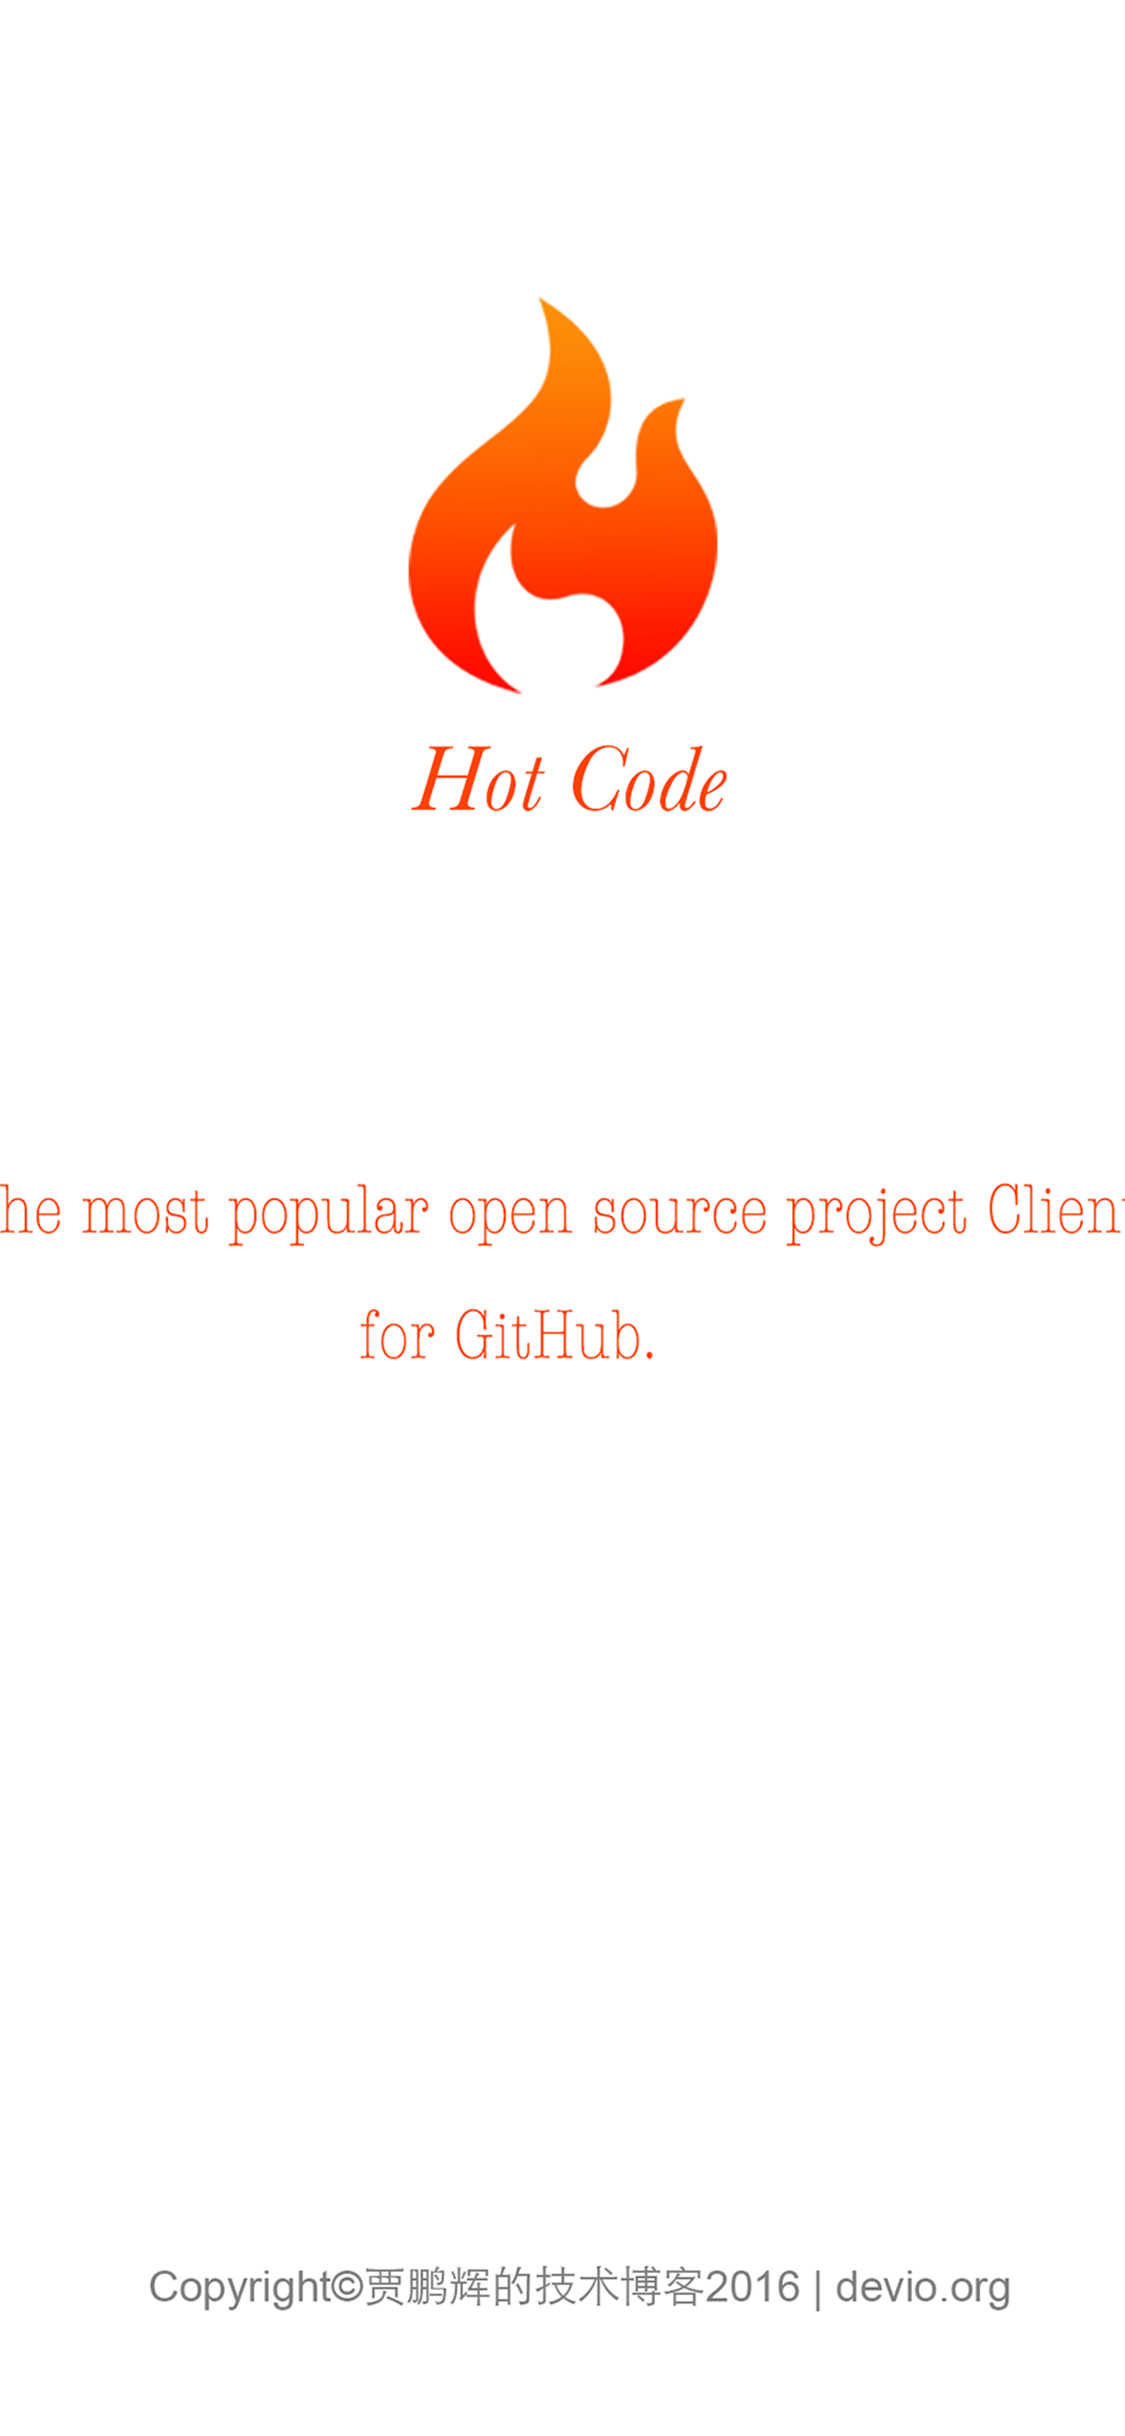 Hot Code
he most popular open source project Clien
for GitHub.
Copyright©贾鹏辉的技术博客2016 | devio.org